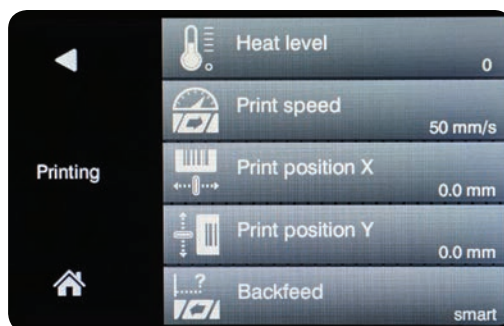 Printing
Heat level
0
Print speed
50 mm/s
Print position X
0.0 mm
Print position Y
0.0 mm
Backfeed
smart